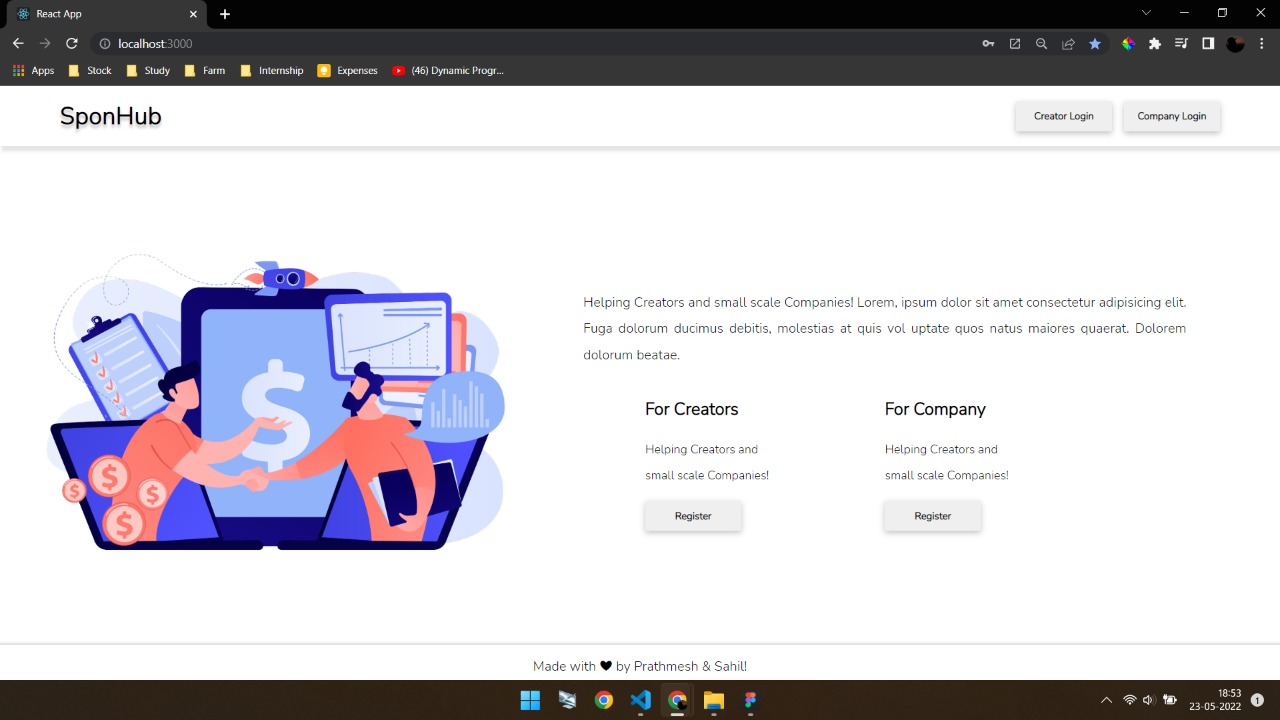 React App
localhost:3000
Apps Stock Study Farm Internship Expenses (46) Dynamic Progr...
SponHub
Creator Login Company Login
Helping Creators and small scale Companies! Lorem, ipsum dolor sit amet consectetur adipisicing elit.
Fuga dolorum ducimus debitis, molestias at quis vol uptate quos natus maiores quaerat. Dolorem
dolorum beatae.
For Creators For Company
Helping Creators and Helping Creators and
small scale Companies! small scale Companies!
Register Register
Made with ♥ by Prathmesh & Sahil!
18:53
23-05-2022 1